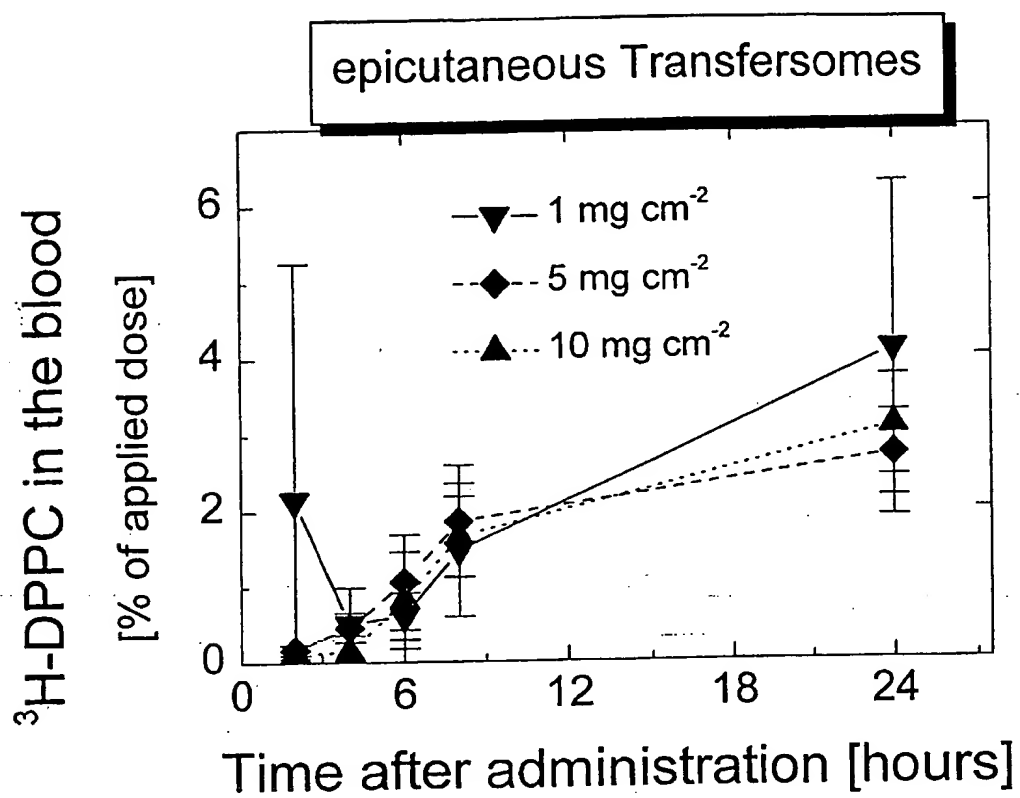 epicutaneous Transfersomes
³H-DPPC in the blood
[% of applied dose]
6
4
2
0
1 mg cm⁻²
5 mg cm⁻²
10 mg cm⁻²
0 6 12 18 24
Time after administration [hours]